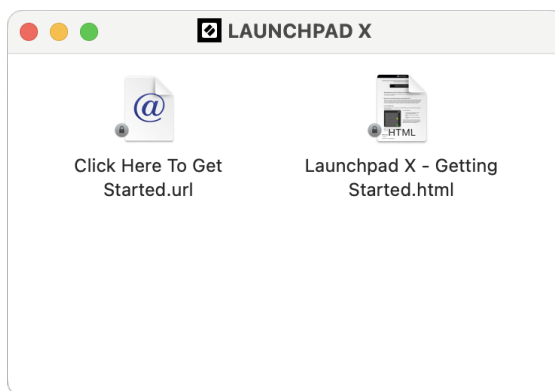 LAUNCHPAD X
@
HTML
Click Here To Get
Started.url
Launchpad X - Getting
Started.html